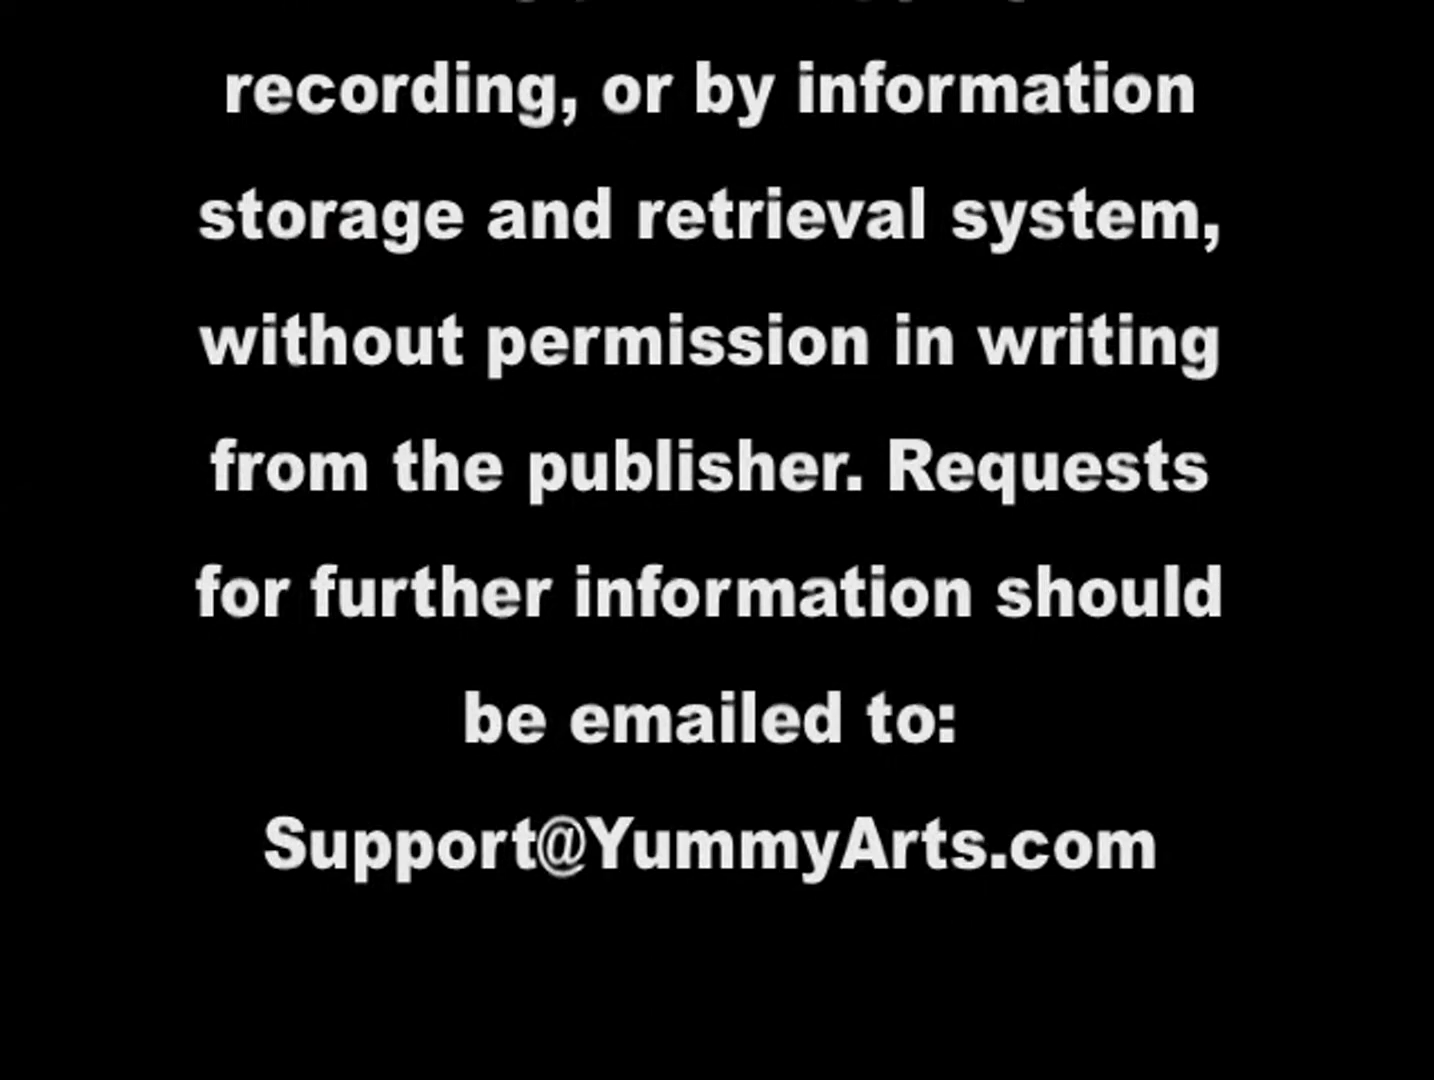 recording, or by information
storage and retrieval system,
without permission in writing
from the publisher. Requests
for further information should
be emailed to:
Support@YummyArts.com